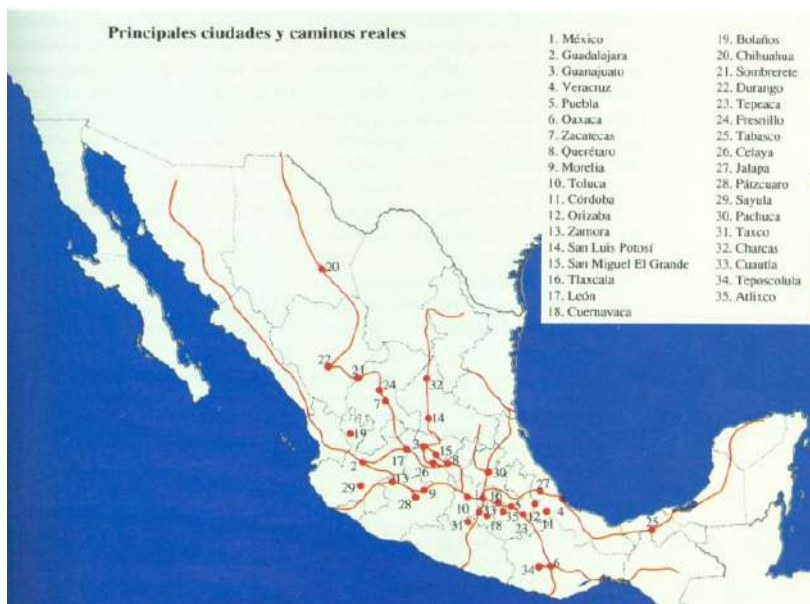 Principales ciudades y caminos reales
1. México
2. Guadalajara
3. Guanajuato
4. Veracruz
5. Puebla
6. Oaxaca
7. Zacatecas
8. Querétaro
9. Morelia
10. Toluca
11. Córdoba
12. Orizaba
13. Zamora
14. San Luis Potosí
15. San Miguel El Grande
16. Tlaxcala
17. León
18. Cuernavaca
19. Bolaños
20. Chihuahua
21. Sombrerete
22. Durango
23. Tepeaca
24. Fresnillo
25. Tabasco
26. Celaya
27. Jalapa
28. Pátzcuaro
29. Sayula
30. Pachuca
31. Taxco
32. Charcas
33. Cuautla
34. Teposcolula
35. Atlixco
20
22
21
24
7
32
14
19
3
15
17
26
8
2
30
13
29
9
28
10
1
16
27
5
12
4
33
18
35
11
31
23
25
34
6